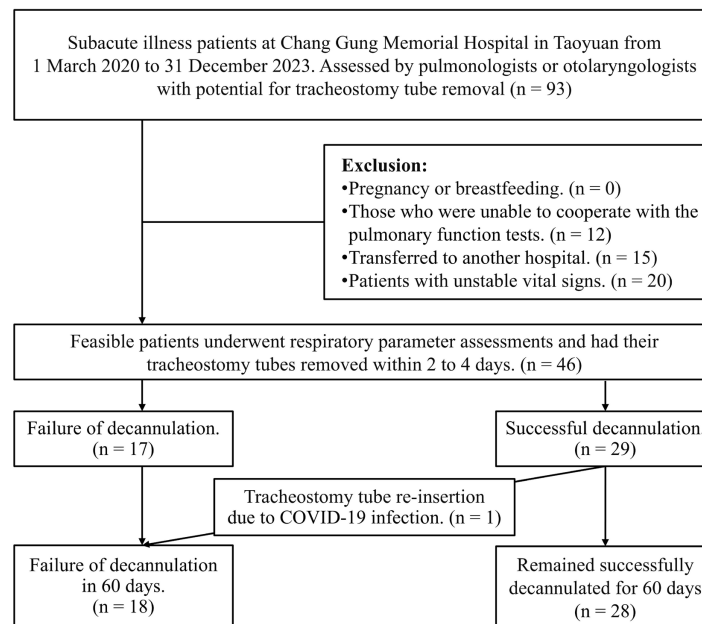 Subacute illness patients at Chang Gung Memorial Hospital in Taoyuan from
1 March 2020 to 31 December 2023. Assessed by pulmonologists or otolaryngologists
with potential for tracheostomy tube removal (n = 93)
Exclusion:
•Pregnancy or breastfeeding. (n = 0)
•Those who were unable to cooperate with the
pulmonary function tests. (n = 12)
•Transferred to another hospital. (n = 15)
•Patients with unstable vital signs. (n = 20)
Feasible patients underwent respiratory parameter assessments and had their
tracheostomy tubes removed within 2 to 4 days. (n = 46)
Failure of decannulation.
(n = 17)
Successful decannulation.
(n = 29)
Tracheostomy tube re-insertion
due to COVID-19 infection. (n = 1)
Failure of decannulation
in 60 days.
(n = 18)
Remained successfully
decannulated for 60 days
(n = 28)